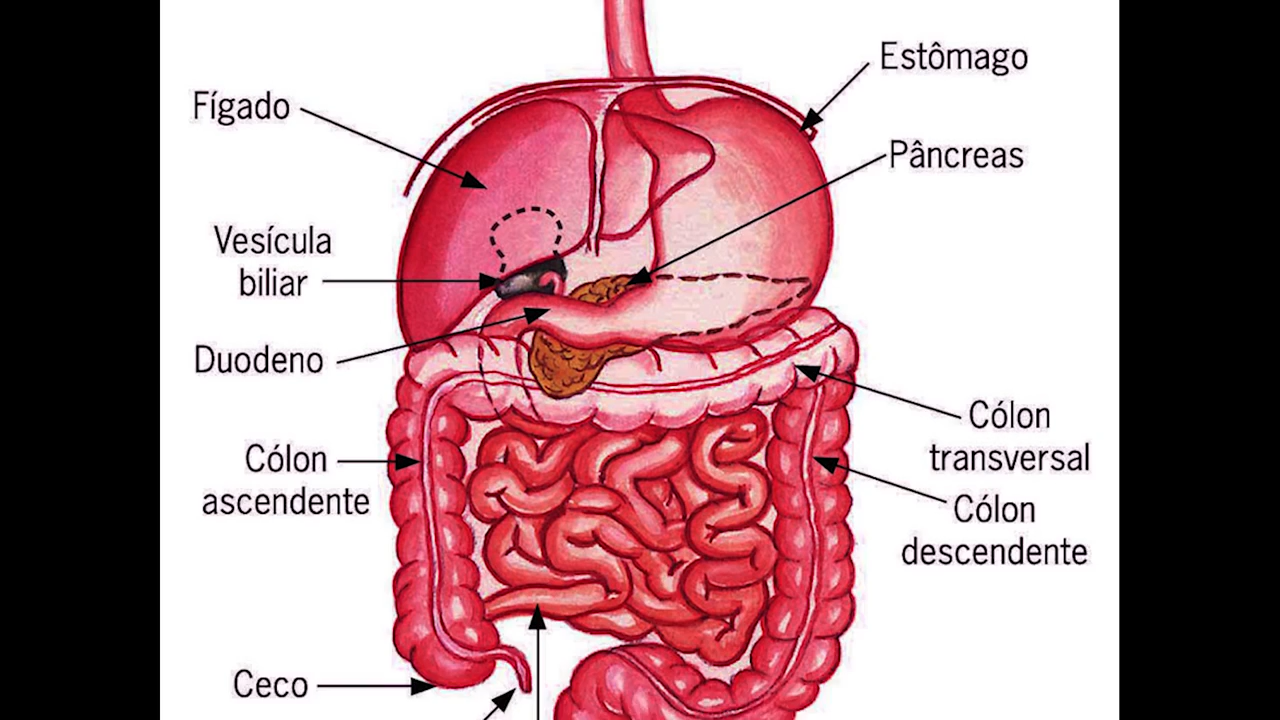 Estômago
Fígado
Pâncreas
Vesícula
biliar
Duodeno
Cólon
transversal
Cólon
ascendente
Cólon
descendente
Ceco